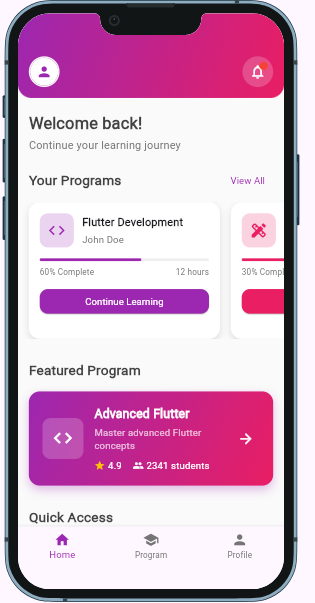 Welcome back!
Continue your learning journey
Your Programs
View All
Flutter Development
John Doe
60% Complete
12 hours
Continue Learning
30% Compl
Featured Program
Advanced Flutter
Master advanced Flutter
concepts
4.9
2341 students
Quick Access
Home
Program
Profile